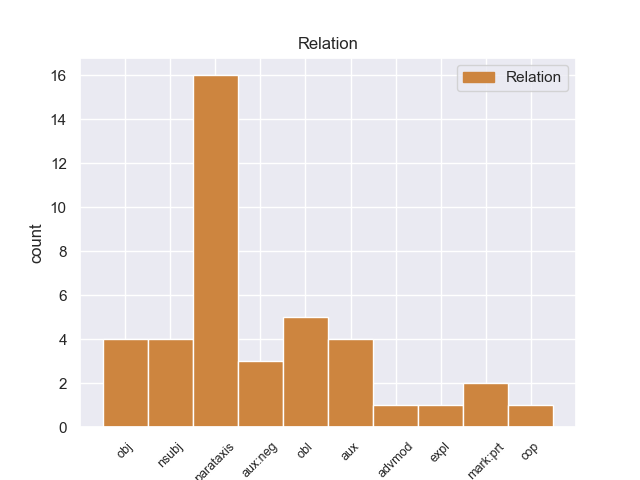 Relation
Relation
16
14
12
10
8
6
4
2
0
count
obj
nsubj
parataxis
aux:neg
obl
aux
advmod
expl
mark:prt
cop